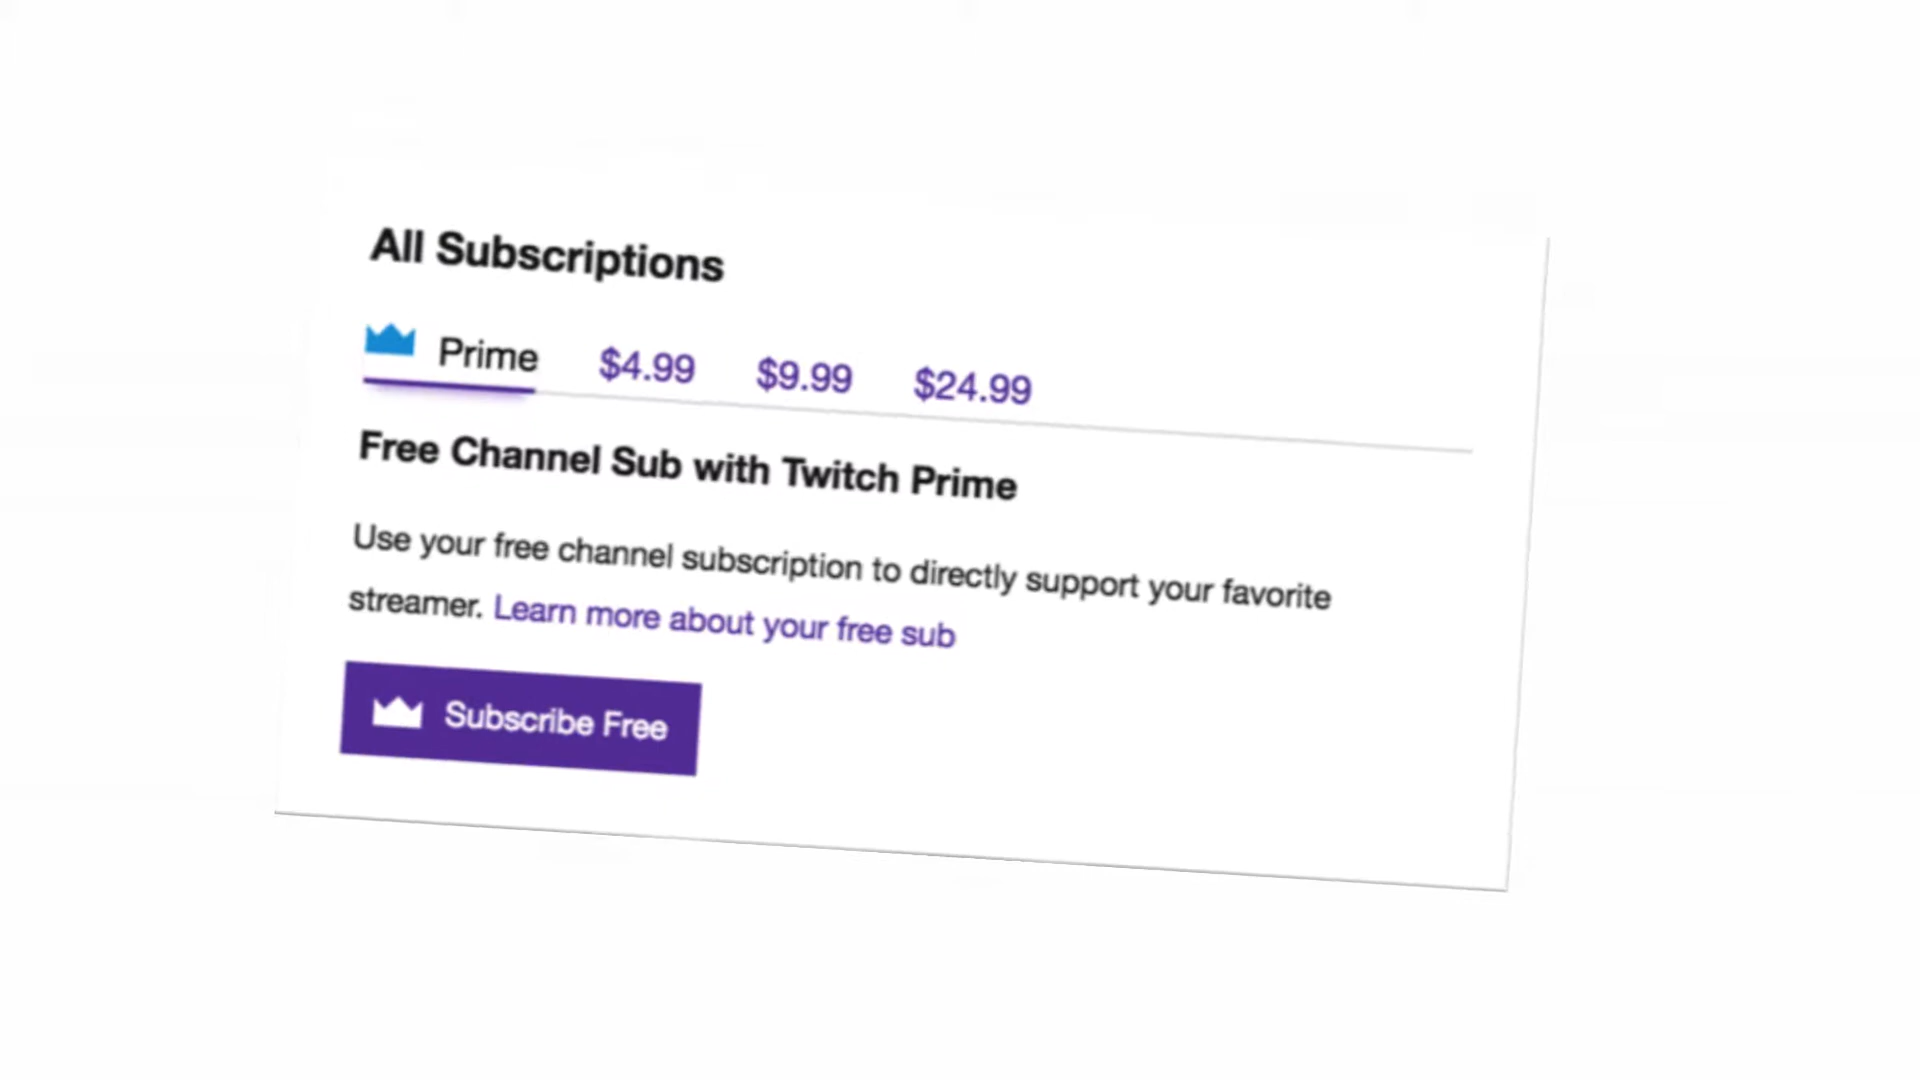 All Subscriptions
Prime $4.99 $9.99 $24.99
Free Channel Sub with Twitch Prime
Use your free channel subscription to directly support your favorite
streamer. Learn more about your free sub
Subscribe Free